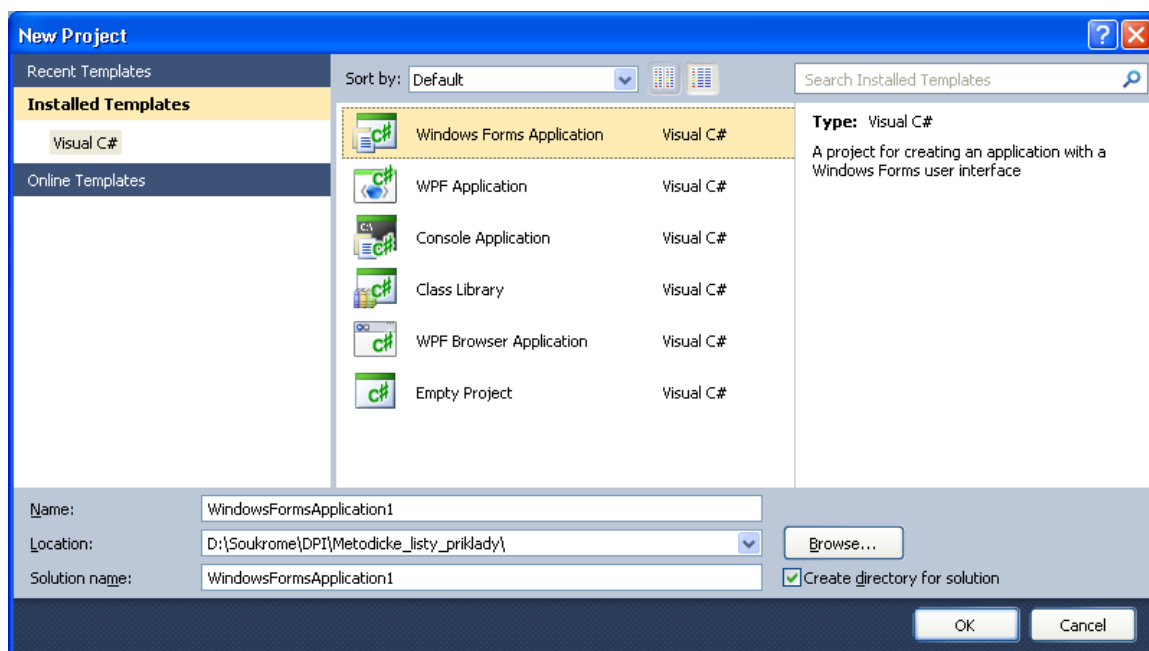 New Project
Recent Templates
Installed Templates
Visual C#
Online Templates
Sort by: Default
Search Installed Templates
Windows Forms Application Visual C#
WPF Application Visual C#
Console Application Visual C#
Class Library Visual C#
WPF Browser Application Visual C#
Empty Project Visual C#
Type: Visual C#
A project for creating an application with a
Windows Forms user interface
Name: WindowsFormsApplication1
Location: D:\Soukrome\DPI\Metodicke_listy_priklady\ Browse...
Solution name: WindowsFormsApplication1 Create directory for solution
OK Cancel